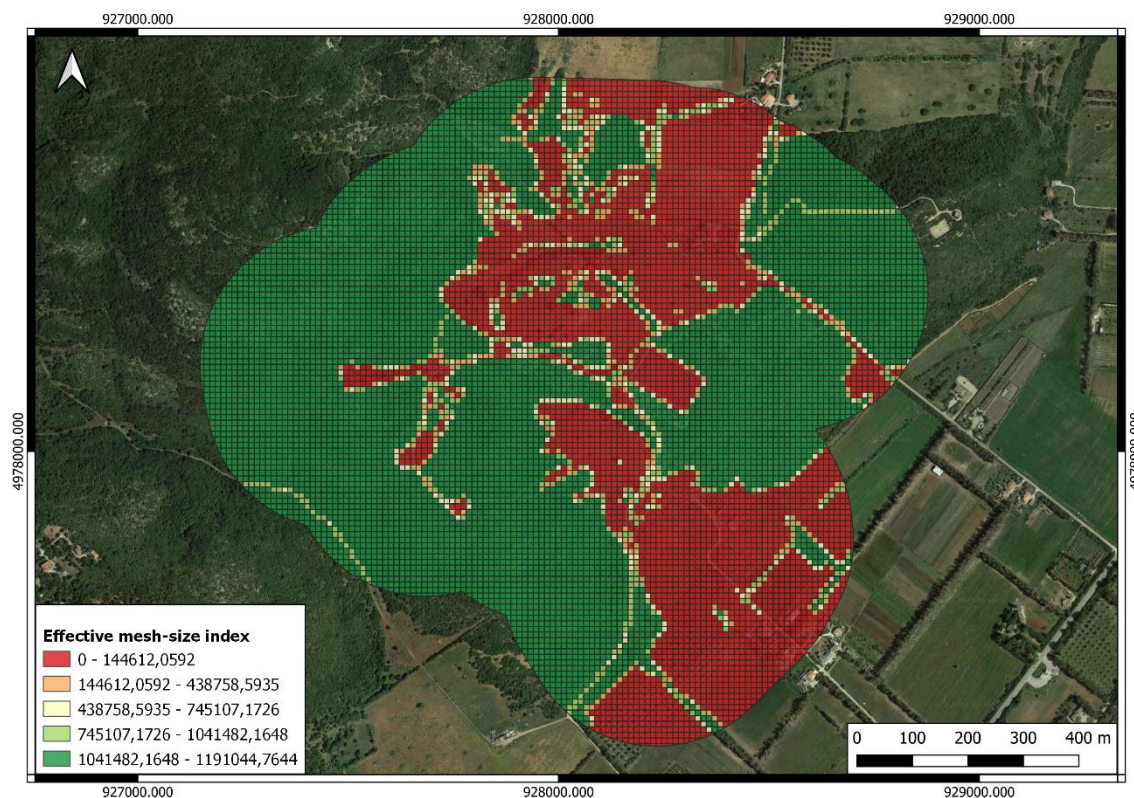 927000.000 928000.000 929000.000
4978000.000
4978000.000
Effective mesh-size index
0 - 144612,0592
144612,0592 - 438758,5935
438758,5935 - 745107,1726
745107,1726 - 1041482,1648
1041482,1648 - 1191044,7644
0 100 200 300 400 m
927000.000 928000.000 929000.000